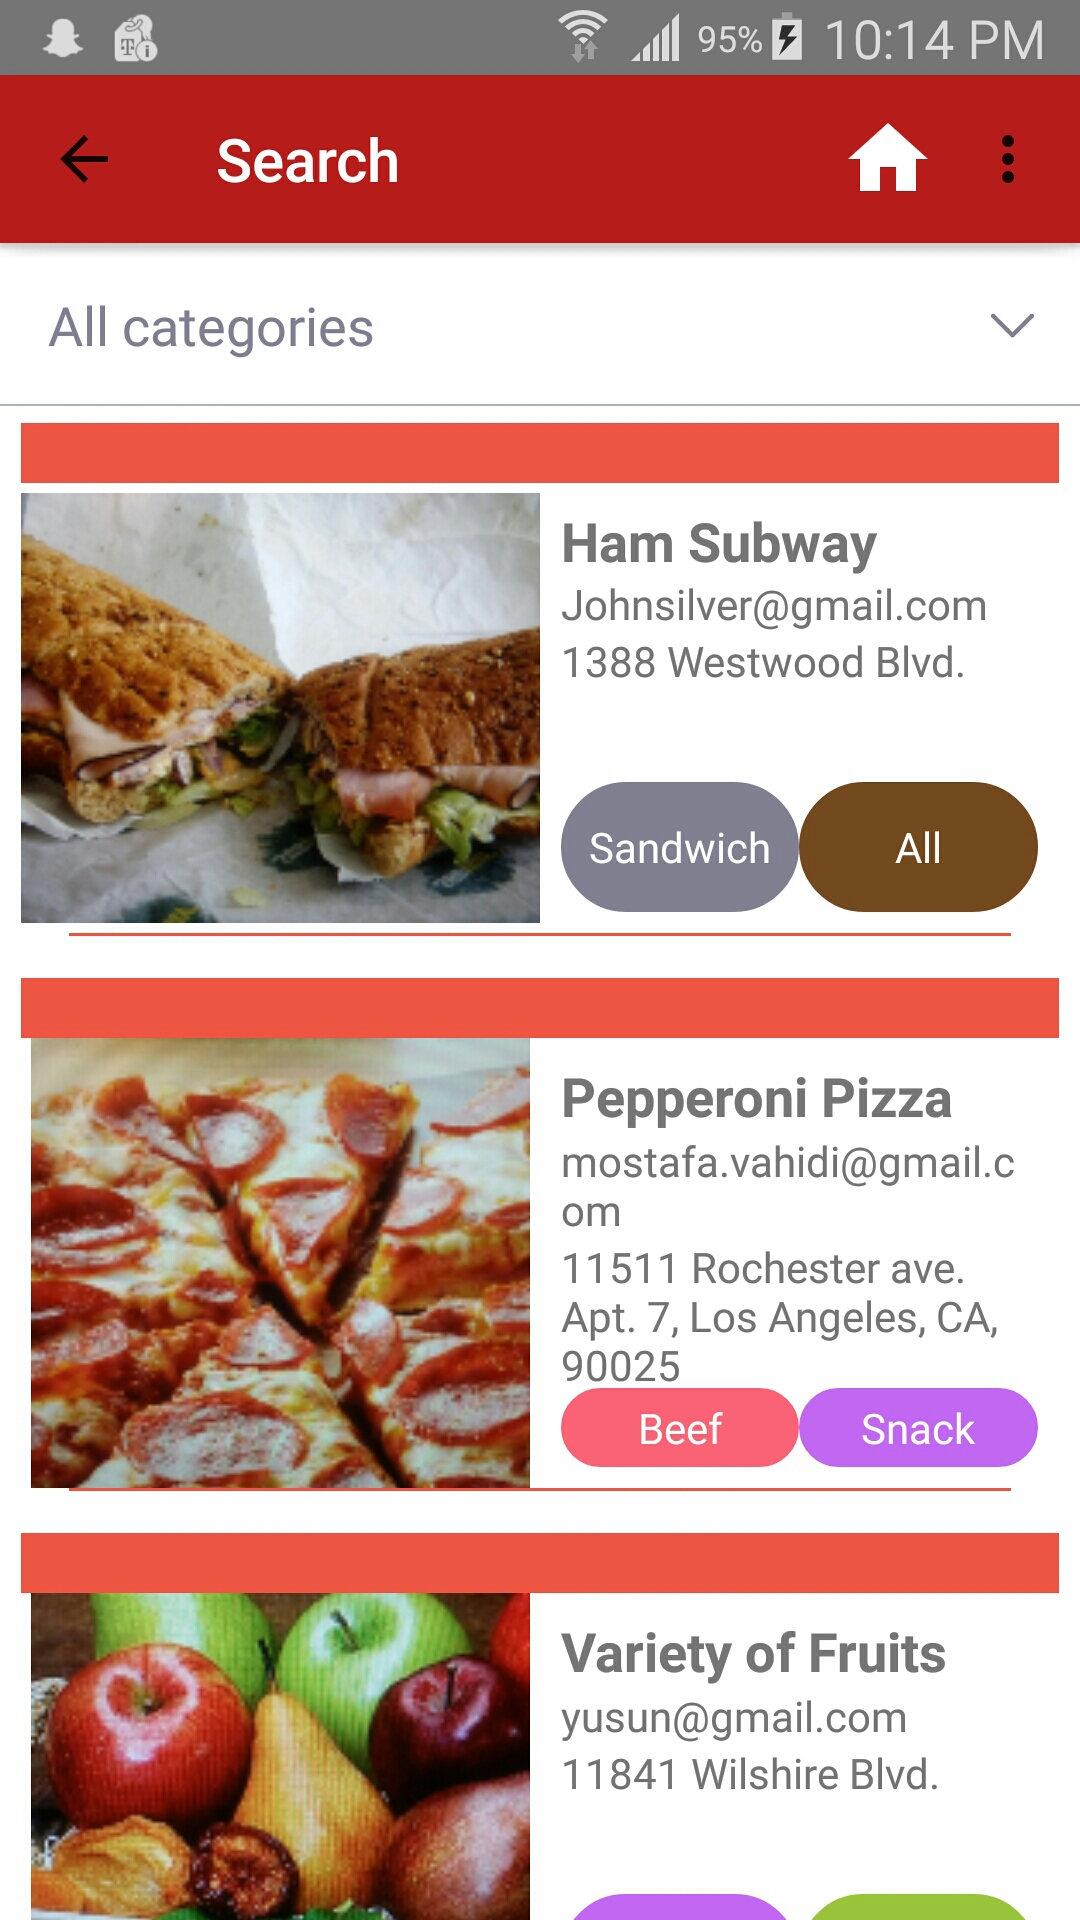 95% 10:14 PM
Search
All categories
Ham Subway
Johnsilver@gmail.com
1388 Westwood Blvd.
Sandwich All
Pepperoni Pizza
mostafa.vahidi@gmail.c
om
11511 Rochester ave.
Apt. 7, Los Angeles, CA,
90025
Beef Snack
Variety of Fruits
yusun@gmail.com
11841 Wilshire Blvd.